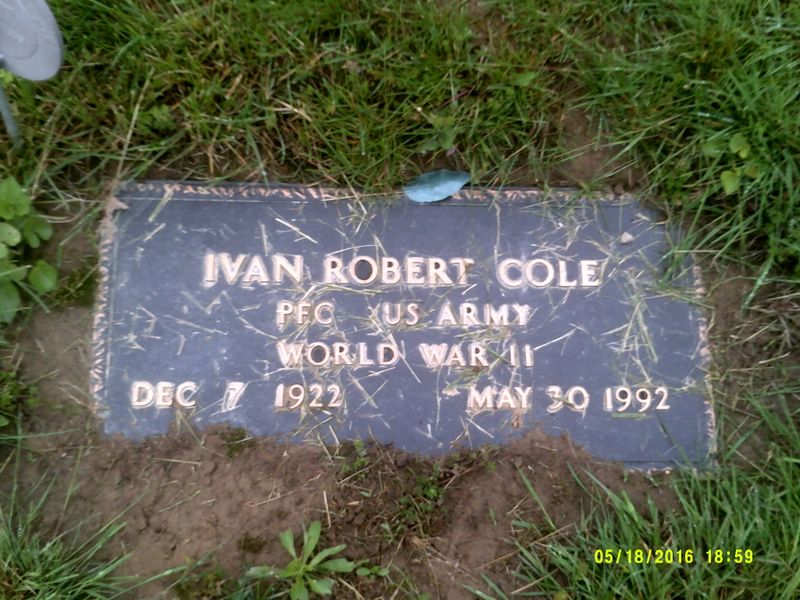 IVAN ROBERT COLE
PFC US ARMY
WORLD WAR II
DEC 7 1922 MAY 30 1992
05/18/2016 18:59